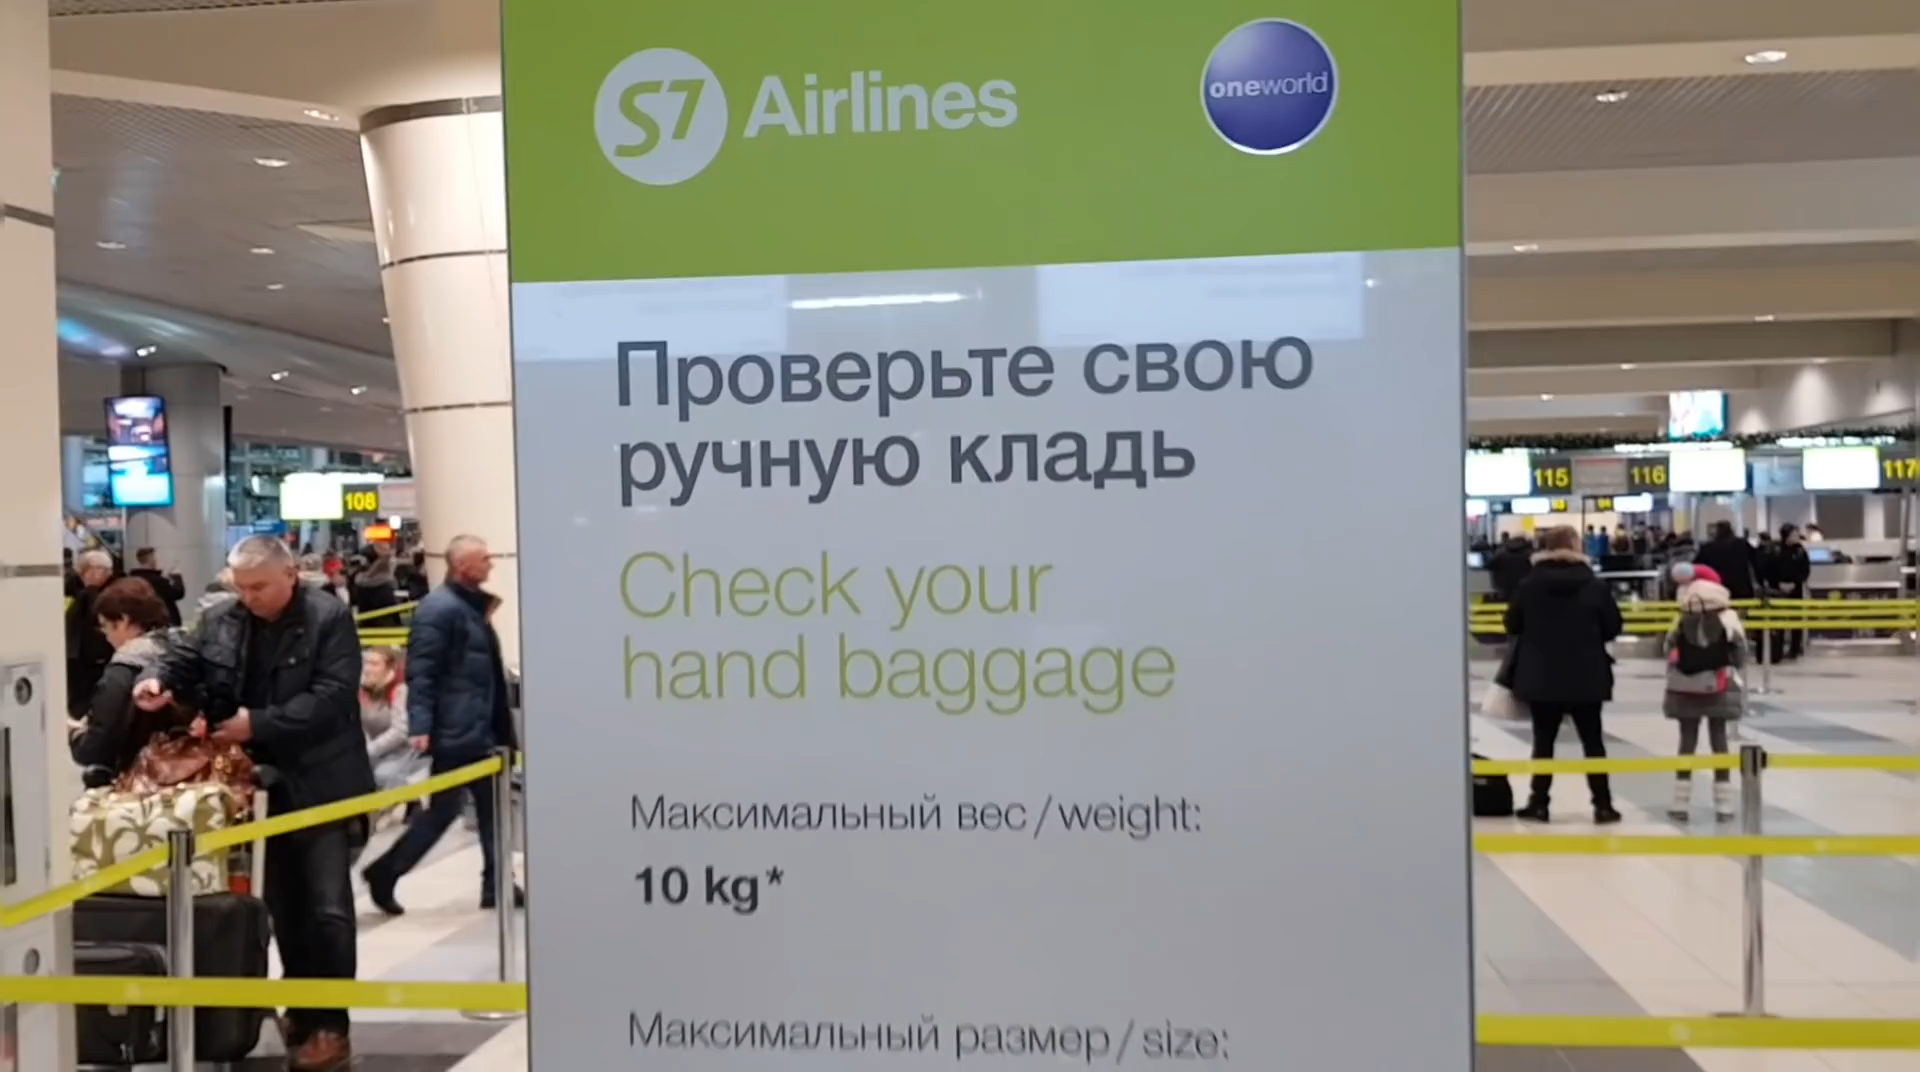 S7 Airlines
oneworld
Проверьте свою
ручную кладь
Check your
hand baggage
Максимальный вес / weight:
10 kg*
Максимальный размер / size:
108
115
116
117